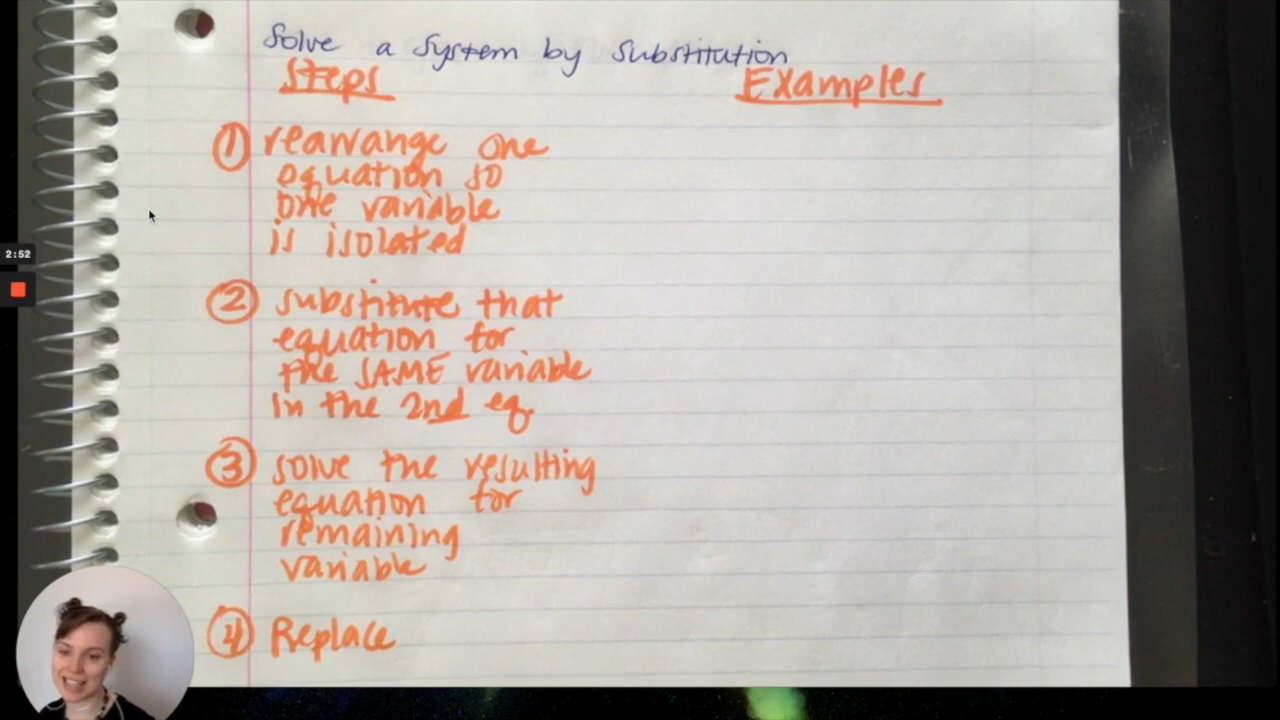 Solve a System by Substitution
Steps
Examples
① rearrange one
equation so
one variable
is isolated
② substitute that
equation for
the SAME variable
in the 2nd eq.
③ solve the resulting
equation for
remaining
variable
④ Replace
2:52